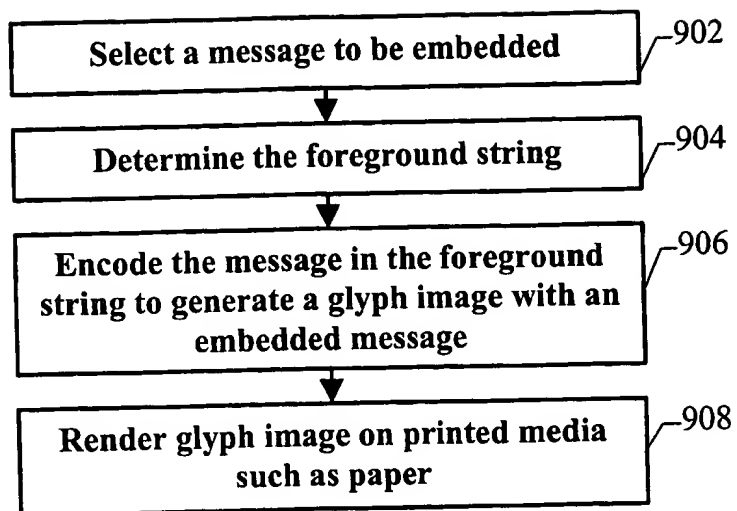 Select a message to be embedded
902
Determine the foreground string
904
Encode the message in the foreground
string to generate a glyph image with an
embedded message
906
Render glyph image on printed media
such as paper
908